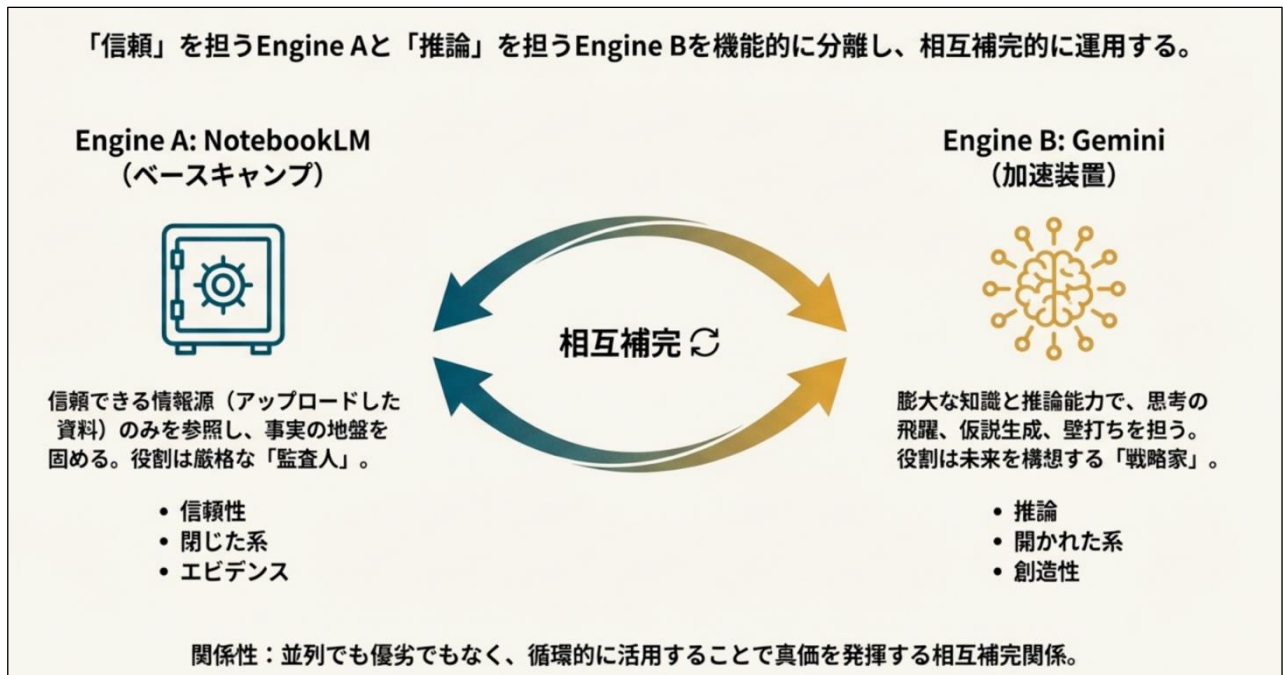 「信頼」を担うEngine Aと「推論」を担うEngine Bを機能的に分離し、相互補完的に運用する。
Engine A: NotebookLM
（ベースキャンプ）
信頼できる情報源（アップロードした
資料）のみを参照し、事実の地盤を
固める。役割は厳格な「監査人」。
• 信頼性
• 閉じた系
• エビデンス
相互補完
Engine B: Gemini
（加速装置）
膨大な知識と推論能力で、思考の
飛躍、仮説生成、壁打ちを担う。
役割は未来を構想する「戦略家」。
• 推論
• 開かれた系
• 創造性
関係性：並列でも優劣でもなく、循環的に活用することで真価を発揮する相互補完関係。